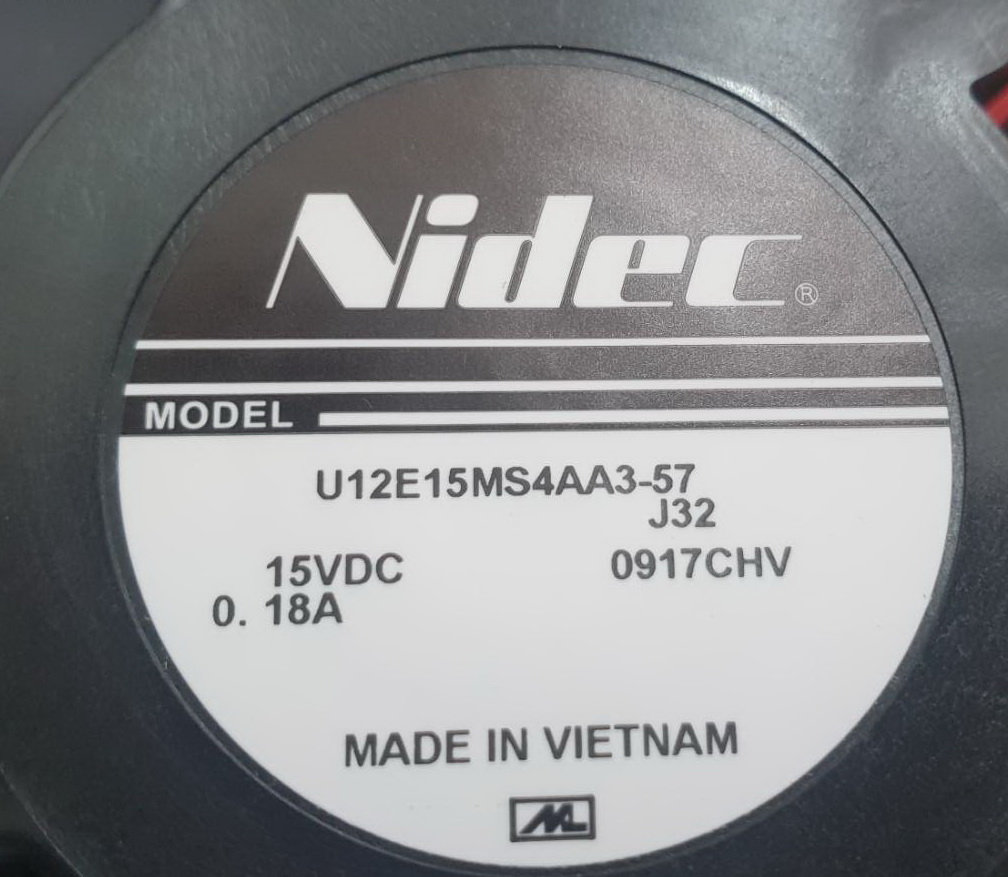 Nidec®
MODEL
U12E15MS4AA3-57
J32
15VDC 0917CHV
0. 18A
MADE IN VIETNAM